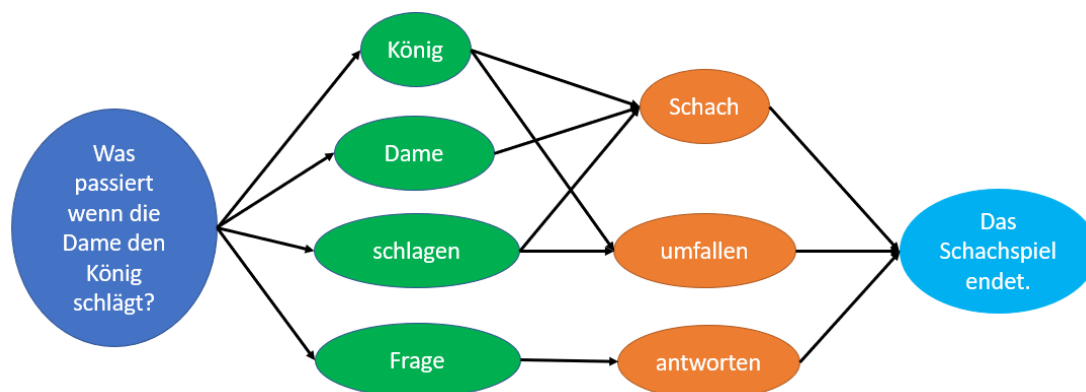 Was
passiert
wenn die
Dame den
König
schlägt?
König
Dame
schlagen
Frage
Schach
umfallen
antworten
Das
Schachspiel
endet.